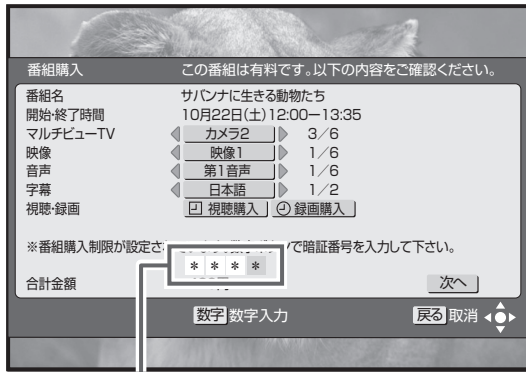 番組購入 この番組は有料です。以下の内容をご確認ください。
番組名 サバンナに生きる動物たち
開始・終了時間 10月22日(土)12:00ー13:35
マルチビューTV カメラ2 3/6
映像 映像1 1/6
音声 第1音声 1/6
字幕 日本語 1/2
視聴・録画 視聴購入 録画購入
※番組購入制限が設定さ で暗証番号を入力して下さい。
* * * *
合計金額 次へ
数字 数字入力 戻る 取消